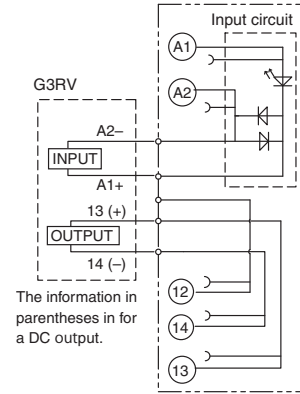 Input circuit
A1
G3RV
A2
A2–
INPUT
A1+
13 (+)
OUTPUT
14 (–)
The information in
parentheses in for
a DC output.
12
14
13